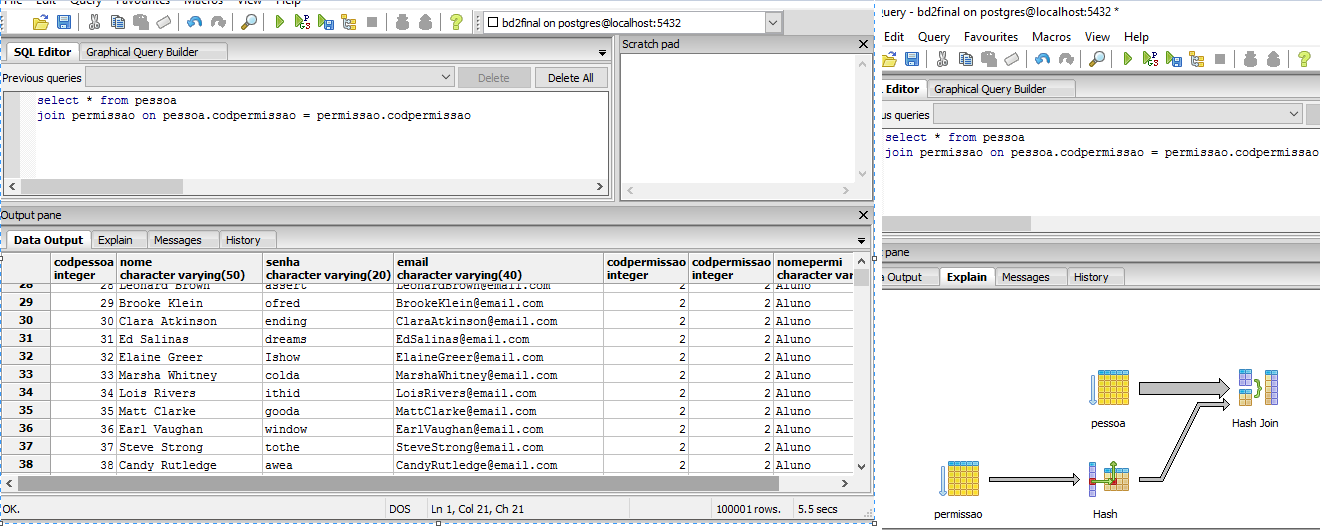 File Edit Query Favourites Macros View Help
bd2final on postgres@localhost:5432
SQL Editor Graphical Query Builder
Previous queries Delete Delete All
select * from pessoa
join permissao on pessoa.codpermissao = permissao.codpermissao
Scratch pad
Output pane
Data Output Explain Messages History
codpessoa nome senha email codpermissao codpermissao nomepermi
integer character varying(50) character varying(20) character varying(40) integer integer character var
28 28 Leonard Brown assert LeonardBrown@email.com 2 2 Aluno
29 29 Brooke Klein ofred BrookeKlein@email.com 2 2 Aluno
30 30 Clara Atkinson ending ClaraAtkinson@email.com 2 2 Aluno
31 31 Ed Salinas dreams EdSalinas@email.com 2 2 Aluno
32 32 Elaine Greer Ishow ElaineGreer@email.com 2 2 Aluno
33 33 Marsha Whitney colda MarshaWhitney@email.com 2 2 Aluno
34 34 Lois Rivers ithid LoisRivers@email.com 2 2 Aluno
35 35 Matt Clarke gooda MattClarke@email.com 2 2 Aluno
36 36 Earl Vaughan window EarlVaughan@email.com 2 2 Aluno
37 37 Steve Strong tothe SteveStrong@email.com 2 2 Aluno
38 38 Candy Rutledge awea CandyRutledge@email.com 2 2 Aluno
OK. DOS Ln 1, Col 21, Ch 21 100001 rows. 5.5 secs
uery - bd2final on postgres@localhost:5432 *
Edit Query Favourites Macros View Help
Editor Graphical Query Builder
us queries
select * from pessoa
join permissao on pessoa.codpermissao = permissao.codpermissao
pane
a Output Explain Messages History
pessoa
Hash Join
permissao
Hash